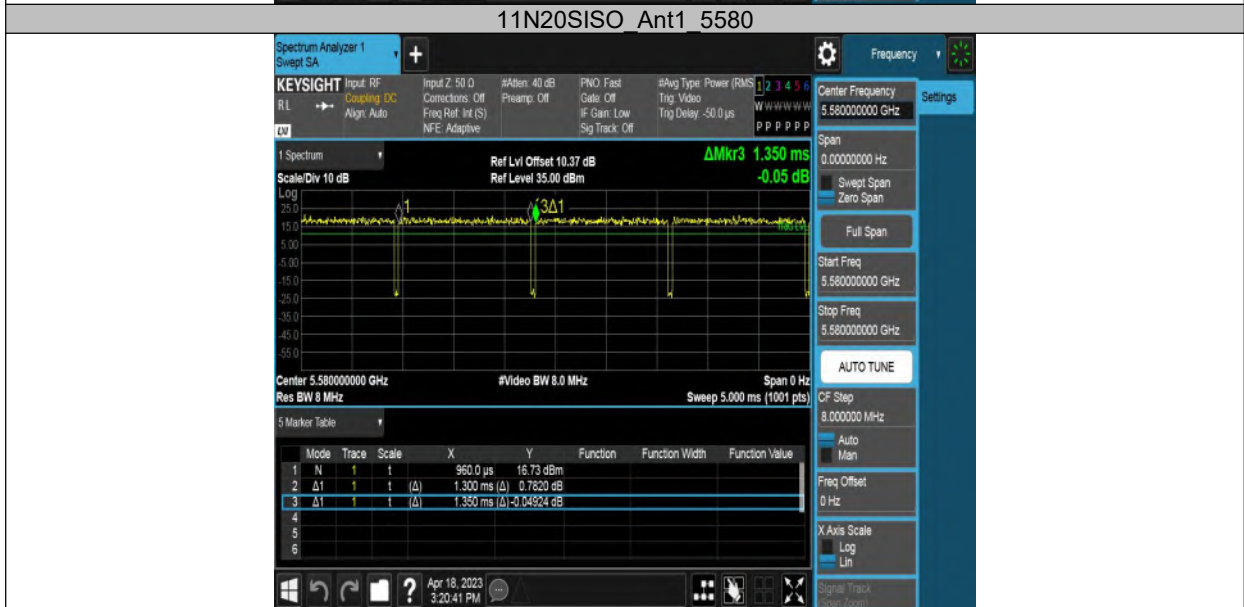 11N20SISO_Ant1_5580
Spectrum Analyzer 1
Swept SA
Frequency
KEYSIGHT
RL
Input: RF
Coupling: DC
Align: Auto
Input Z: 50 Ω
Corrections: Off
Freq Ref: Int (S)
NFE: Adaptive
#Atten: 40 dB
Preamp: Off
PNO: Fast
Gate: Off
IF Gain: Low
Sig Track: Off
#Avg Type: Power (RMS
Trig: Video
Trig Delay: -50.0 µs
1 2 3 4 5 6
W W W W W W
P P P P P P
1 Spectrum
Scale/Div 10 dB
Ref Lvl Offset 10.37 dB
Ref Level 35.00 dBm
ΔMkr3 1.350 ms
-0.05 dB
Log
25.0
15.0
5.00
-5.00
-15.0
-25.0
-35.0
-45.0
-55.0
1
3Δ1
Center 5.580000000 GHz
Res BW 8 MHz
#Video BW 8.0 MHz
Span 0 Hz
Sweep 5.000 ms (1001 pts)
5 Marker Table
Mode Trace Scale X Y Function Function Width Function Value
1 N 1 t 960.0 µs 16.73 dBm
2 Δ1 1 t (Δ) 1.300 ms (Δ) 0.7820 dB
3 Δ1 1 t (Δ) 1.350 ms (Δ) -0.04924 dB
4
5
6
Apr 18, 2023
3:20:41 PM
Center Frequency
5.580000000 GHz
Settings
Span
0.00000000 Hz
Swept Span
Zero Span
Full Span
Start Freq
5.580000000 GHz
Stop Freq
5.580000000 GHz
AUTO TUNE
CF Step
8.000000 MHz
Auto
Man
Freq Offset
0 Hz
X Axis Scale
Log
Lin
Signal Track
(Span Zoom)